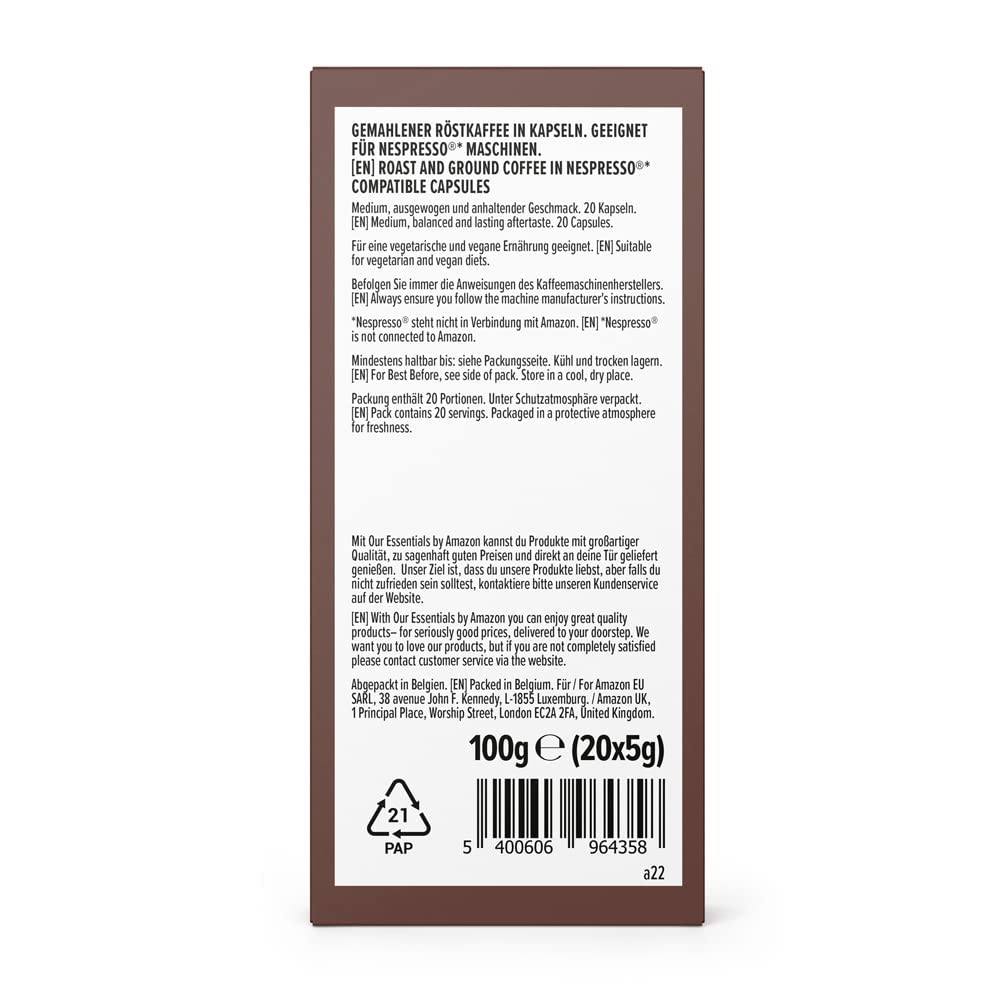 GEMAHLENER RÖSTKAFFEE IN KAPSELN. GEEIGNET
FÜR NESPRESSO®* MASCHINEN.
[EN] ROAST AND GROUND COFFEE IN NESPRESSO®*
COMPATIBLE CAPSULES
Medium, ausgewogen und anhaltender Geschmack. 20 Kapseln.
[EN] Medium, balanced and lasting aftertaste. 20 Capsules.
Für eine vegetarische und vegane Ernährung geeignet. [EN] Suitable
for vegetarian and vegan diets.
Befolgen Sie immer die Anweisungen des Kaffeemaschinenherstellers.
[EN] Always ensure you follow the machine manufacturer's instructions.
*Nespresso® steht nicht in Verbindung mit Amazon. [EN] *Nespresso®
is not connected to Amazon.
Mindestens haltbar bis: siehe Packungsseite. Kühl und trocken lagern.
[EN] For Best Before, see side of pack. Store in a cool, dry place.
Packung enthält 20 Portionen. Unter Schutzatmosphäre verpackt.
[EN] Pack contains 20 servings. Packaged in a protective atmosphere
for freshness.
Mit Our Essentials by Amazon kannst du Produkte mit großartiger
Qualität, zu sagenhaft guten Preisen und direkt an deine Tür geliefert
genießen. Unser Ziel ist, dass du unsere Produkte liebst, aber falls du
nicht zufrieden sein solltest, kontaktiere bitte unseren Kundenservice
auf der Website.
[EN] With Our Essentials by Amazon you can enjoy great quality
products– for seriously good prices, delivered to your doorstep. We
want you to love our products, but if you are not completely satisfied
please contact customer service via the website.
Abgepackt in Belgien. [EN] Packed in Belgium. Für / For Amazon EU
SARL, 38 avenue John F. Kennedy, L-1855 Luxemburg. / Amazon UK,
1 Principal Place, Worship Street, London EC2A 2FA, United Kingdom.
100g ℮ (20x5g)
21
PAP
5 400606 964358
a22